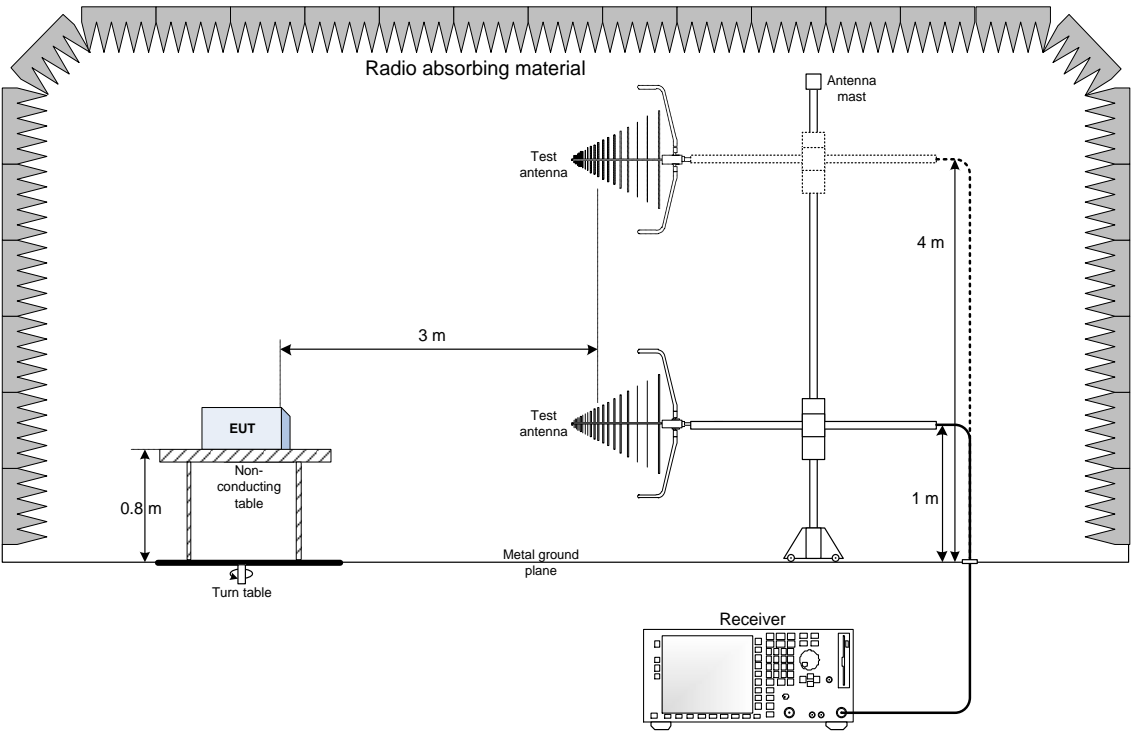 Radio absorbing material
Antenna
mast
Test
antenna
4 m
3 m
Test
antenna
EUT
Non-
conducting
table
0.8 m
1 m
Metal ground
plane
Turn table
Receiver